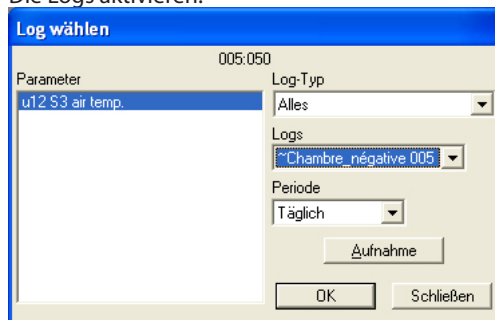 Die Logs aktivieren.
Log wählen
005:050
Parameter
u12 S3 air temp.
Log-Typ
Alles
Logs
~Chambre_négative 005
Periode
Täglich
Aufnahme
OK
Schließen